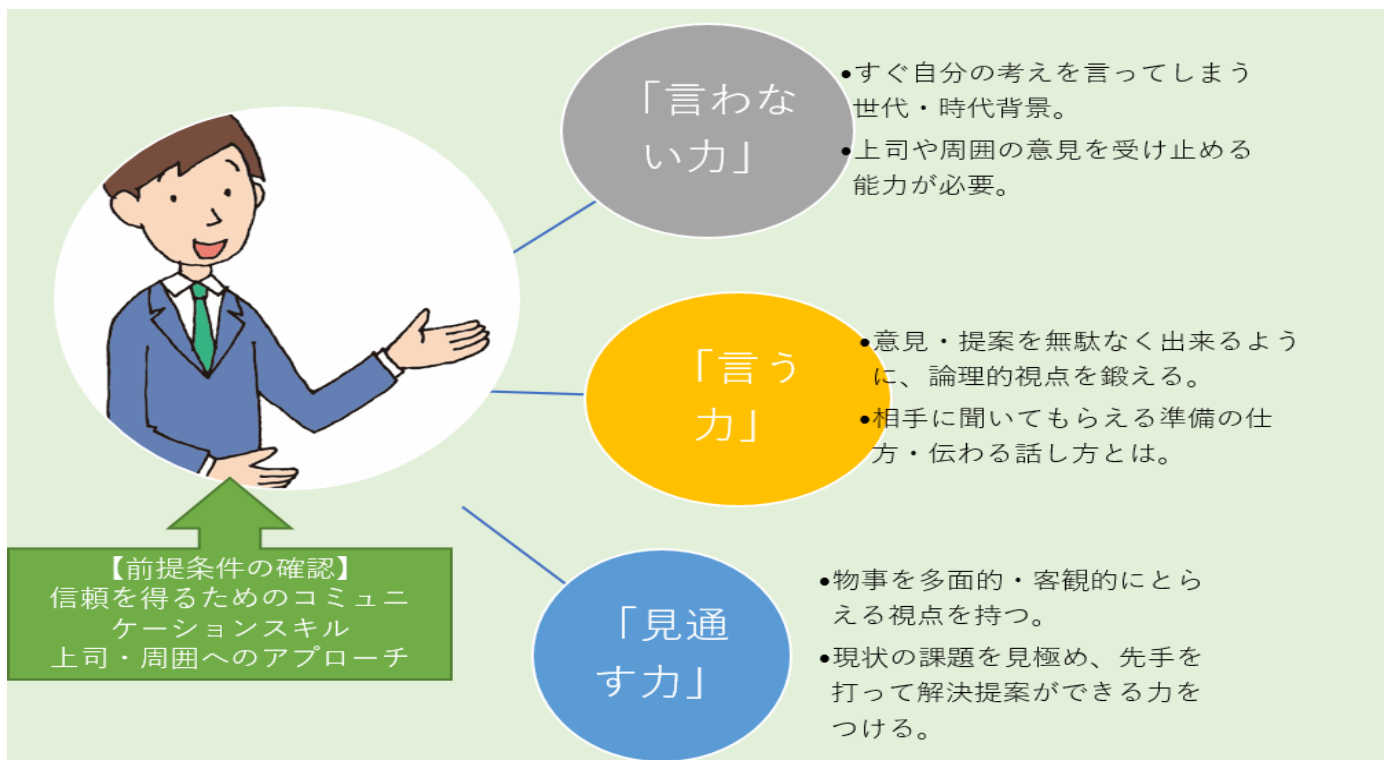 「言わな
い力」
•すぐ自分の考えを言ってしまう
世代・時代背景。
•上司や周囲の意見を受け止める
能力が必要。
「言う
力」
•意見・提案を無駄なく出来るよう
に、論理的視点を鍛える。
•相手に聞いてもらえる準備の仕
方・伝わる話し方とは。
【前提条件の確認】
信頼を得るためのコミュニ
ケーションスキル
上司・周囲へのアプローチ
「見通
す力」
•物事を多面的・客観的にとら
える視点を持つ。
•現状の課題を見極め、先手を
打って解決提案ができる力を
つける。